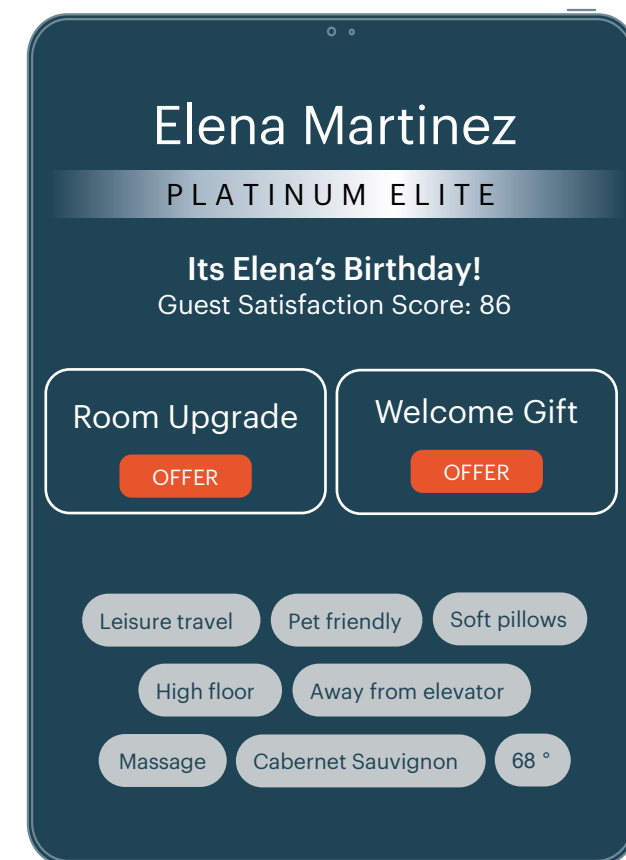 Elena Martinez
PLATINUM ELITE
Its Elena’s Birthday!
Guest Satisfaction Score: 86
Room Upgrade
OFFER
Welcome Gift
OFFER
Leisure travel
Pet friendly
Soft pillows
High floor
Away from elevator
Massage
Cabernet Sauvignon
68 °